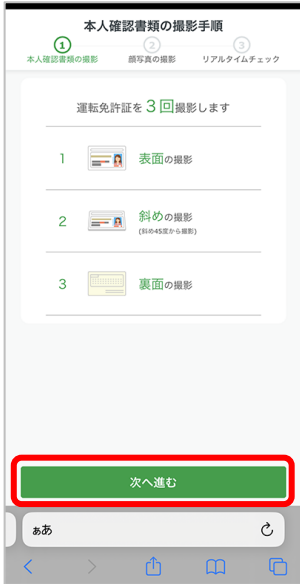 本人確認書類の撮影手順
1 2 3
本人確認書類の撮影 顔写真の撮影 リアルタイムチェック
運転免許証を3回撮影します
1 表面の撮影
2 斜めの撮影
(斜め45度から撮影)
3 裏面の撮影
次へ進む
ぁあ